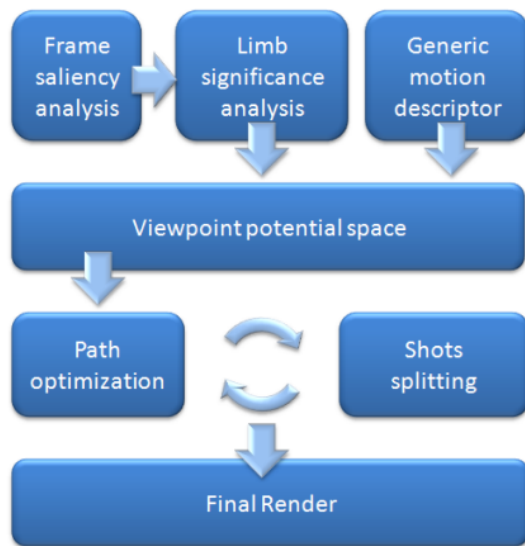 Frame
saliency
analysis
Limb
significance
analysis
Generic
motion
descriptor
Viewpoint potential space
Path
optimization
Shots
splitting
Final Render